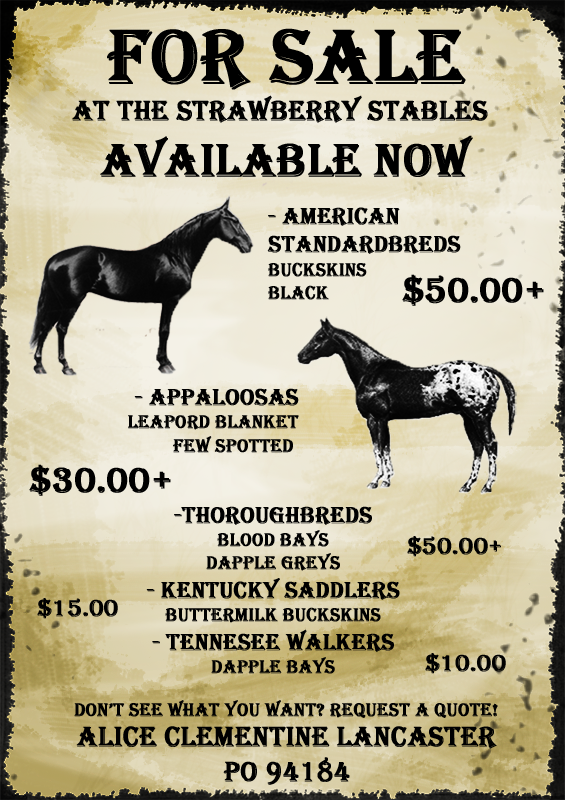 FOR SALE
AT THE STRAWBERRY STABLES
AVAILABLE NOW
- AMERICAN
STANDARDBREDS
BUCKSKINS
BLACK
$50.00+
- APPALOOSAS
LEAPORD BLANKET
FEW SPOTTED
$30.00+
-THOROUGHBREDS
BLOOD BAYS
DAPPLE GREYS
$50.00+
- KENTUCKY SADDLERS
BUTTERMILK BUCKSKINS
$15.00
- TENNESEE WALKERS
DAPPLE BAYS
$10.00
DON'T SEE WHAT YOU WANT? REQUEST A QUOTE!
ALICE CLEMENTINE LANCASTER
PO 94184